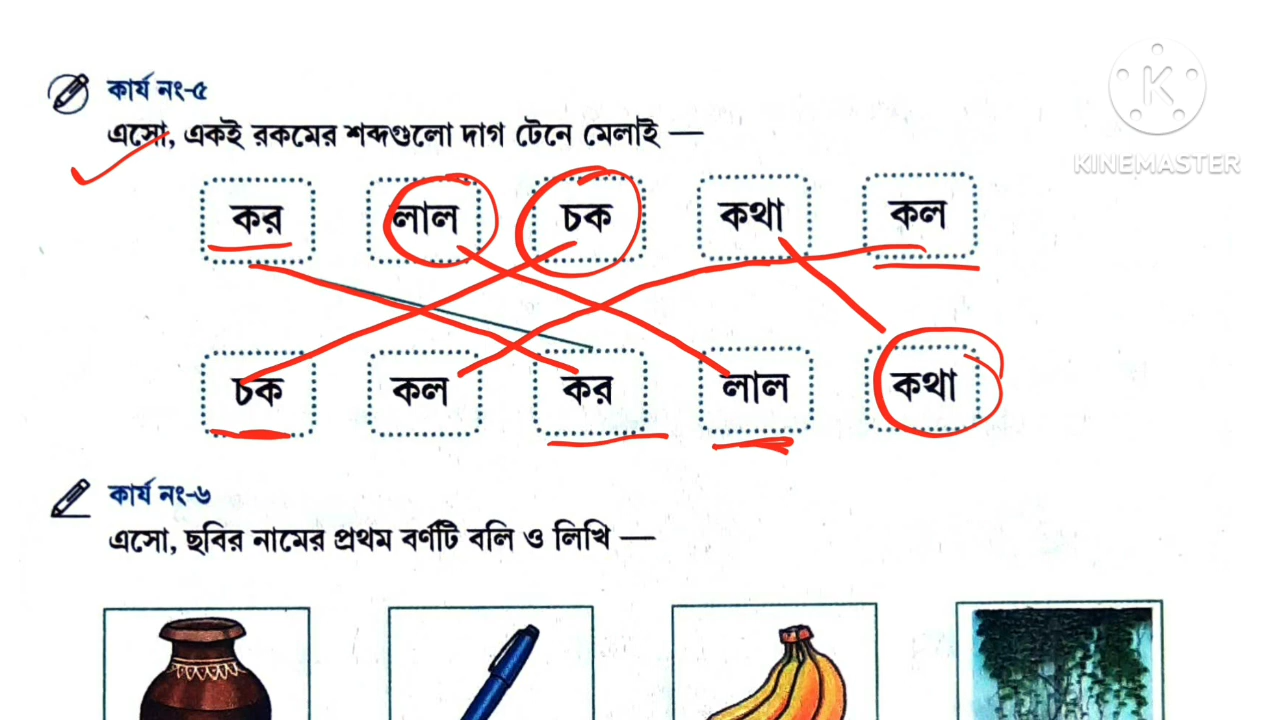 কার্য নং-৫
এসো, একই রকমের শব্দগুলো দাগ টেনে মেলাই —
কর লাল চক কথা কল
চক কল কর লাল কথা
কার্য নং-৬
এসো, ছবির নামের প্রথম বর্ণটি বলি ও লিখি —
K
KINEMASTER